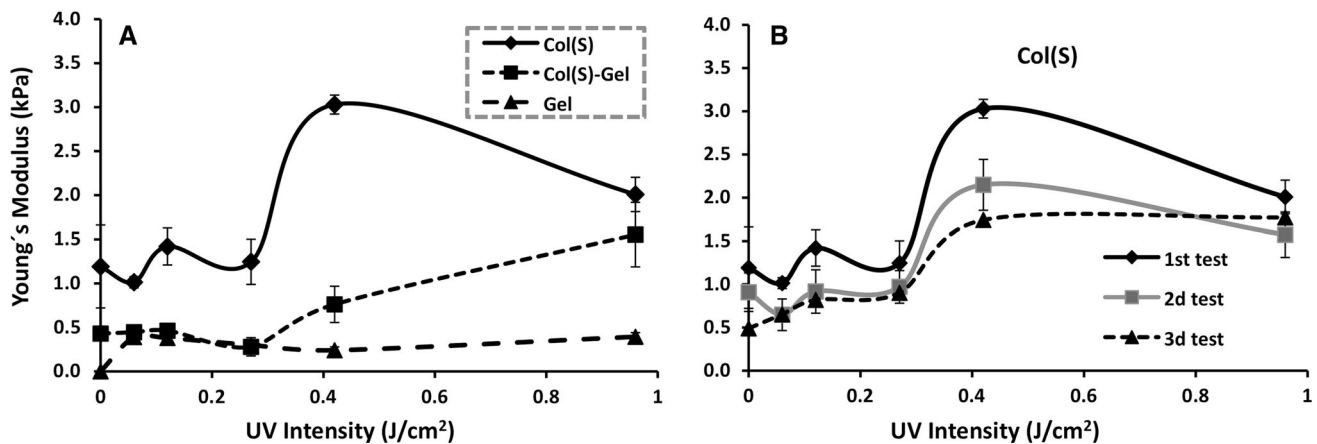 A
Col(S)
Col(S)-Gel
Gel
Young´s Modulus (kPa)
4.0
3.5
3.0
2.5
2.0
1.5
1.0
0.5
0.0
0 0.2 0.4 0.6 0.8 1
UV Intensity (J/cm²)
B
Col(S)
4.0
3.5
3.0
2.5
2.0
1.5
1.0
0.5
0.0
1st test
2d test
3d test
0 0.2 0.4 0.6 0.8 1
UV Intensity (J/cm²)